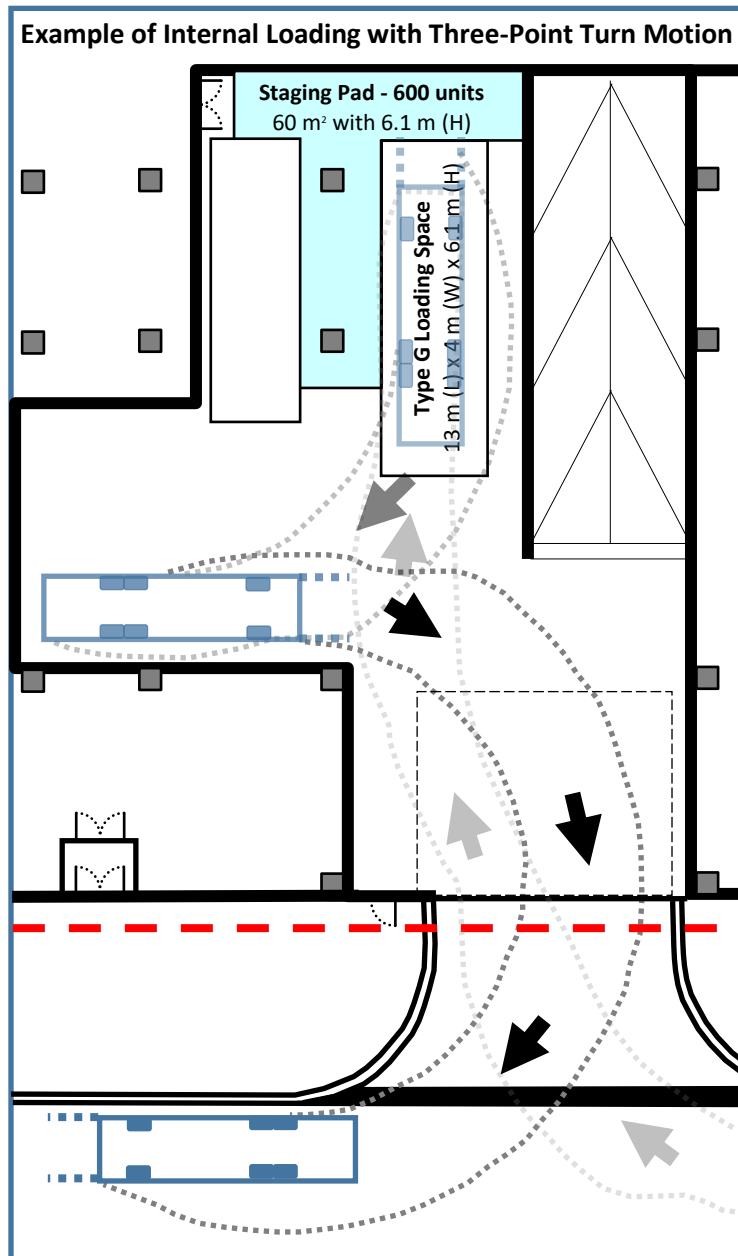 Example of Internal Loading with Three-Point Turn Motion
Staging Pad - 600 units
60 m² with 6.1 m (H)
Type G Loading Space
13 m (L) x 4 m (W) x 6.1 m (H)